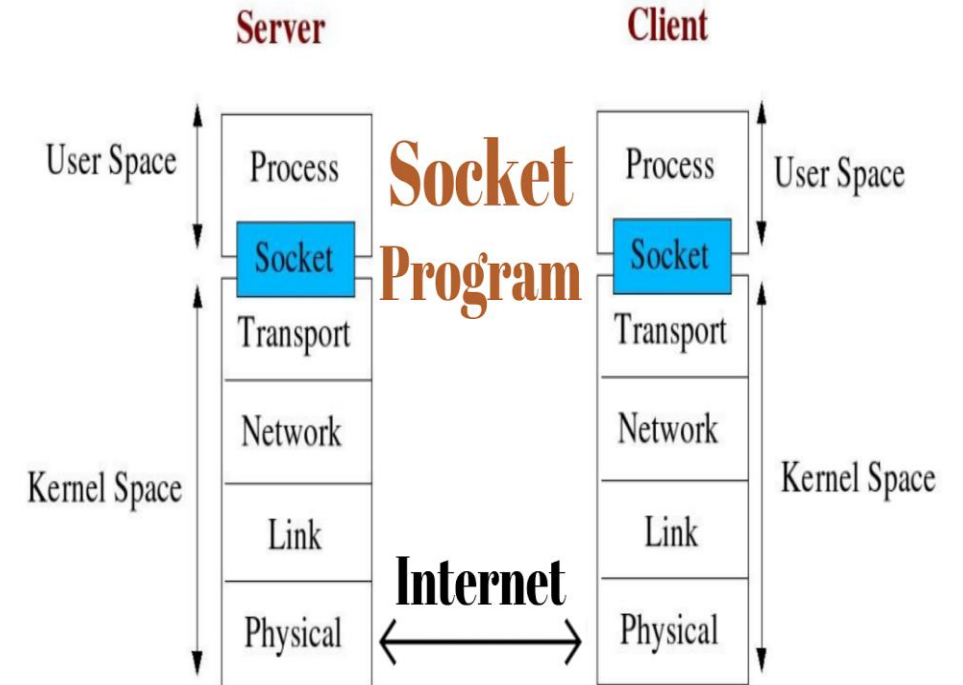 Server
Client
User Space
Process
Socket
Program
Process
User Space
Socket
Socket
Transport
Transport
Network
Network
Kernel Space
Kernel Space
Link
Link
Internet
Physical
Physical